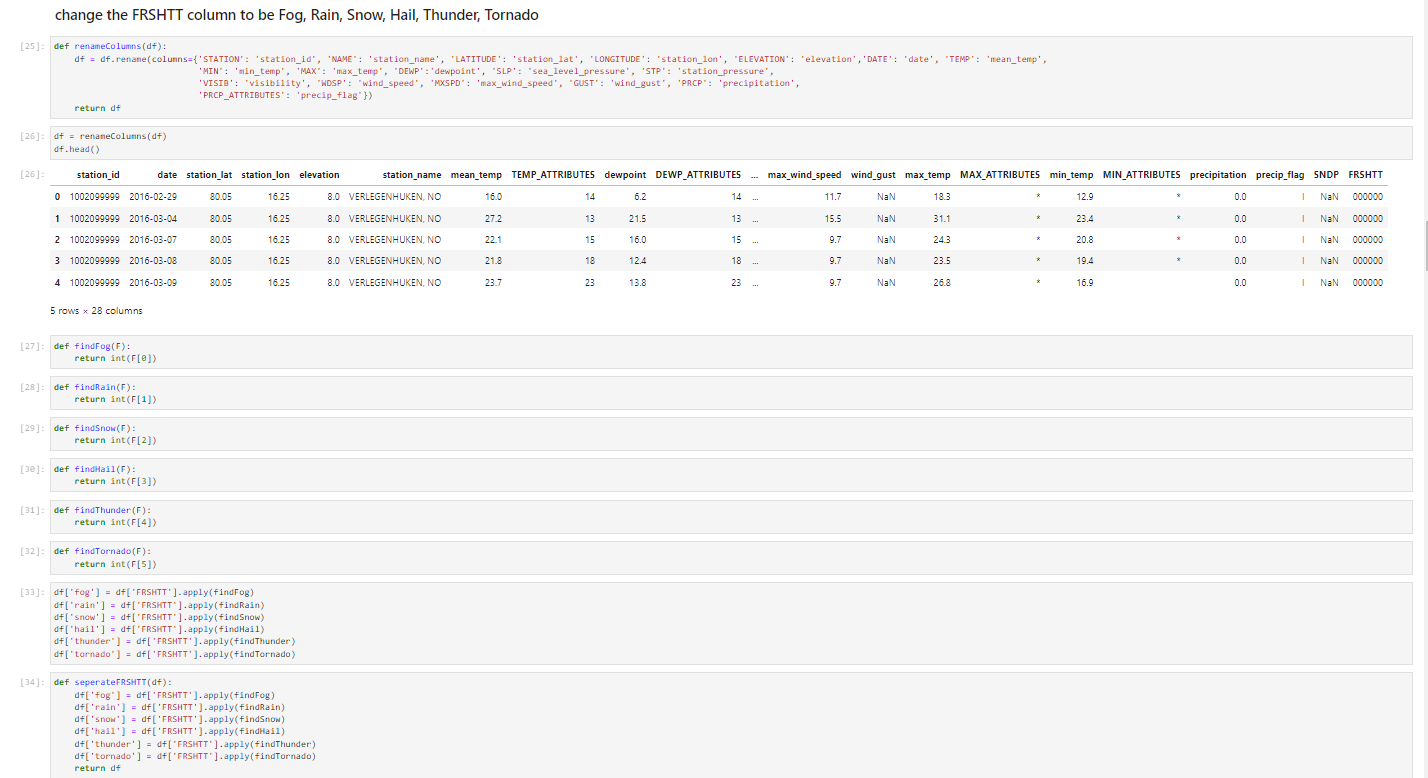 change the FRSHTT column to be Fog, Rain, Snow, Hail, Thunder, Tornado
[25]: def renameColumns(df):
df = df.rename(columns={'STATION': 'station_id', 'NAME': 'station_name', 'LATITUDE': 'station_lat', 'LONGITUDE': 'station_lon', 'ELEVATION': 'elevation','DATE': 'date', 'TEMP': 'mean_temp',
'MIN': 'min_temp', 'MAX': 'max_temp', 'DEWP':'dewpoint', 'SLP': 'sea_level_pressure', 'STP': 'station_pressure',
'VISIB': 'visibility', 'WDSP': 'wind_speed', 'MXSPD': 'max_wind_speed', 'GUST': 'wind_gust', 'PRCP': 'precipitation',
'PRCP_ATTRIBUTES': 'precip_flag'})
return df
[26]: df = renameColumns(df)
df.head()
[26]: station_id date station_lat station_lon elevation station_name mean_temp TEMP_ATTRIBUTES dewpoint DEWP_ATTRIBUTES ... max_wind_speed wind_gust max_temp MAX_ATTRIBUTES min_temp MIN_ATTRIBUTES precipitation precip_flag SNDP FRSHTT
0 1002099999 2016-02-29 80.05 16.25 8.0 VERLEGENHUKEN, NO 16.0 14 6.2 14 ... 11.7 NaN 18.3 * 12.9 * 0.0 I NaN 000000
1 1002099999 2016-03-04 80.05 16.25 8.0 VERLEGENHUKEN, NO 27.2 13 21.5 13 ... 15.5 NaN 31.1 * 23.4 * 0.0 I NaN 000000
2 1002099999 2016-03-07 80.05 16.25 8.0 VERLEGENHUKEN, NO 22.1 15 16.0 15 ... 9.7 NaN 24.3 * 20.8 * 0.0 I NaN 000000
3 1002099999 2016-03-08 80.05 16.25 8.0 VERLEGENHUKEN, NO 21.8 18 12.4 18 ... 9.7 NaN 23.5 * 19.4 * 0.0 I NaN 000000
4 1002099999 2016-03-09 80.05 16.25 8.0 VERLEGENHUKEN, NO 23.7 23 13.8 23 ... 9.7 NaN 26.8 * 16.9 0.0 I NaN 000000
5 rows × 28 columns
[27]: def findFog(F):
return int(F[0])
[28]: def findRain(F):
return int(F[1])
[29]: def findSnow(F):
return int(F[2])
[30]: def findHail(F):
return int(F[3])
[31]: def findThunder(F):
return int(F[4])
[32]: def findTornado(F):
return int(F[5])
[33]: df['fog'] = df['FRSHTT'].apply(findFog)
df['rain'] = df['FRSHTT'].apply(findRain)
df['snow'] = df['FRSHTT'].apply(findSnow)
df['hail'] = df['FRSHTT'].apply(findHail)
df['thunder'] = df['FRSHTT'].apply(findThunder)
df['tornado'] = df['FRSHTT'].apply(findTornado)
[34]: def seperateFRSHTT(df):
df['fog'] = df['FRSHTT'].apply(findFog)
df['rain'] = df['FRSHTT'].apply(findRain)
df['snow'] = df['FRSHTT'].apply(findSnow)
df['hail'] = df['FRSHTT'].apply(findHail)
df['thunder'] = df['FRSHTT'].apply(findThunder)
df['tornado'] = df['FRSHTT'].apply(findTornado)
return df